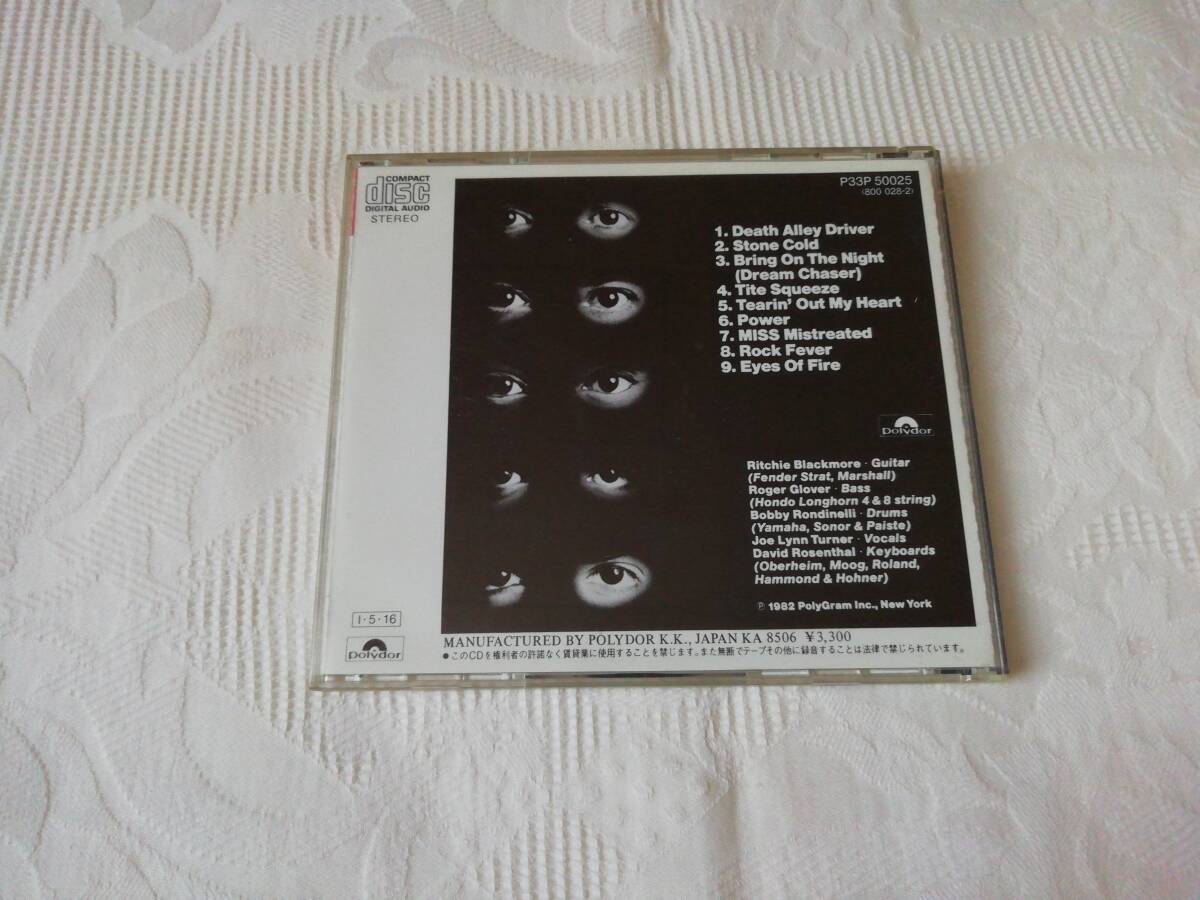 COMPACT
disc
DIGITAL AUDIO
STEREO
P33P 50025
(800 028-2)
1. Death Alley Driver
2. Stone Cold
3. Bring On The Night
(Dream Chaser)
4. Tite Squeeze
5. Tearin' Out My Heart
6. Power
7. MISS Mistreated
8. Rock Fever
9. Eyes Of Fire
polydor
Ritchie Blackmore · Guitar
(Fender Strat, Marshall)
Roger Glover · Bass
(Hondo Longhorn 4 & 8 string)
Bobby Rondinelli · Drums
(Yamaha, Sonor & Paiste)
Joe Lynn Turner · Vocals
David Rosenthal · Keyboards
(Oberheim, Moog, Roland,
Hammond & Hohner)
℗ 1982 PolyGram Inc., New York
I·5·16
polydor
MANUFACTURED BY POLYDOR K.K., JAPAN KA 8506 ¥3,300
●このCDを権利者の許諾なく賃貸業に使用することを禁じます。また無断でテープその他に録音することは法律で禁じられています。